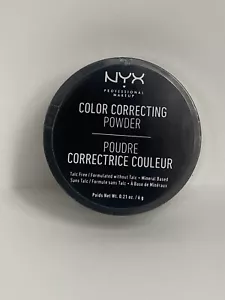 NYX
PROFESSIONAL MAKEUP
COLOR CORRECTING
POWDER
POUDRE
CORRECTRICE COULEUR
Talc Free / Formulated without Talc • Mineral Based
Sans Talc / Formule sans Talc • À Base de Minéraux
Poids Net Wt. 0.21 oz. / 6 g